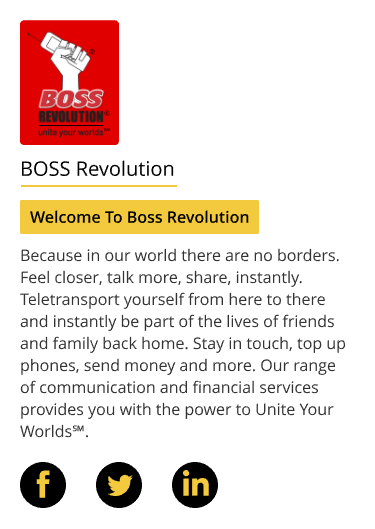 BOSS
REVOLUTION®
unite your worlds℠
BOSS Revolution
Welcome To Boss Revolution
Because in our world there are no borders.
Feel closer, talk more, share, instantly.
Teletransport yourself from here to there
and instantly be part of the lives of friends
and family back home. Stay in touch, top up
phones, send money and more. Our range
of communication and financial services
provides you with the power to Unite Your
Worlds℠.